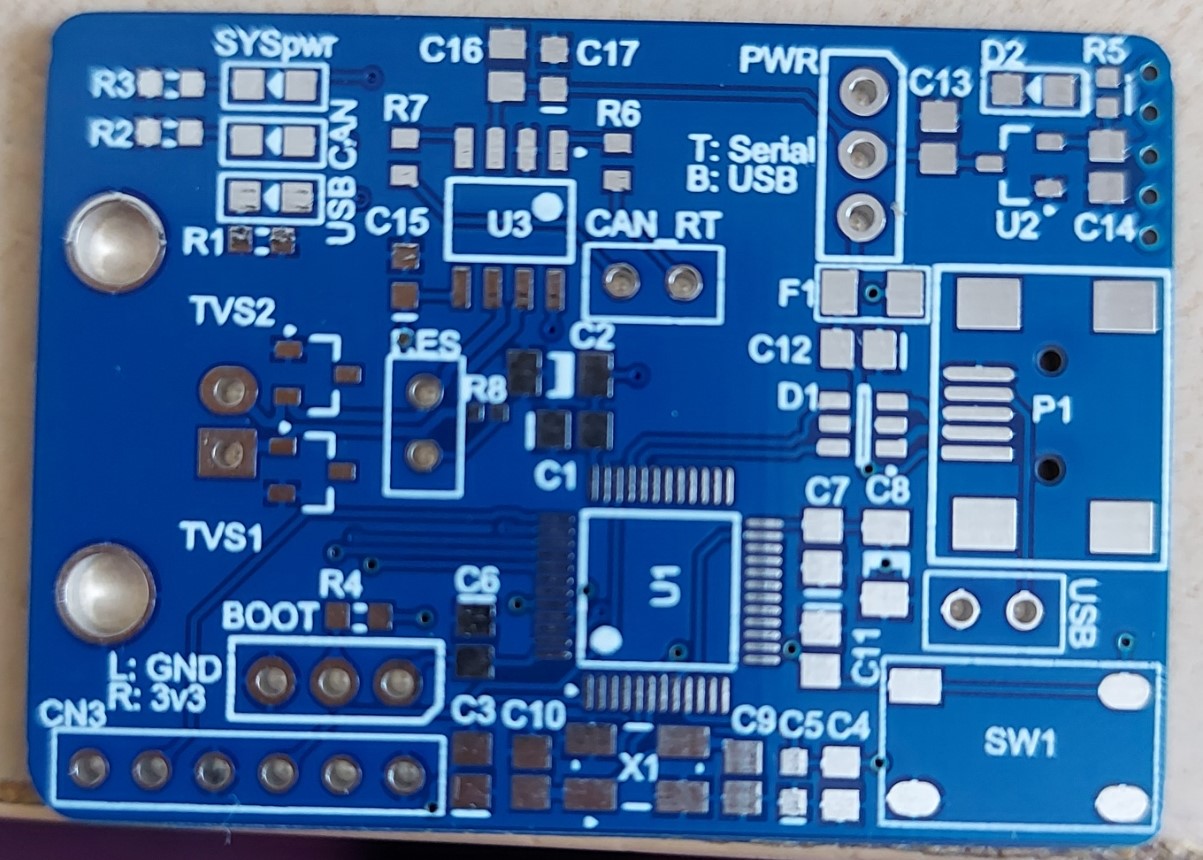 SYSpwr
C16
C17
PWR
D2
R5
R3
R7
R6
C13
R2
CAN
T: Serial
B: USB
USB
C15
U3
CAN_RT
U2
C14
R1
TVS2
F1
RES
C2
C12
R8
D1
P1
C1
C7
C8
TVS1
U1
R4
C6
BOOT
USB
C11
L: GND
R: 3v3
CN3
C3
C10
C9
C5
C4
X1
SW1